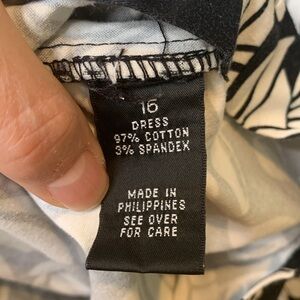 16
DRESS
97% COTTON
3% SPANDEX
MADE IN
PHILIPPINES
SEE OVER
FOR CARE